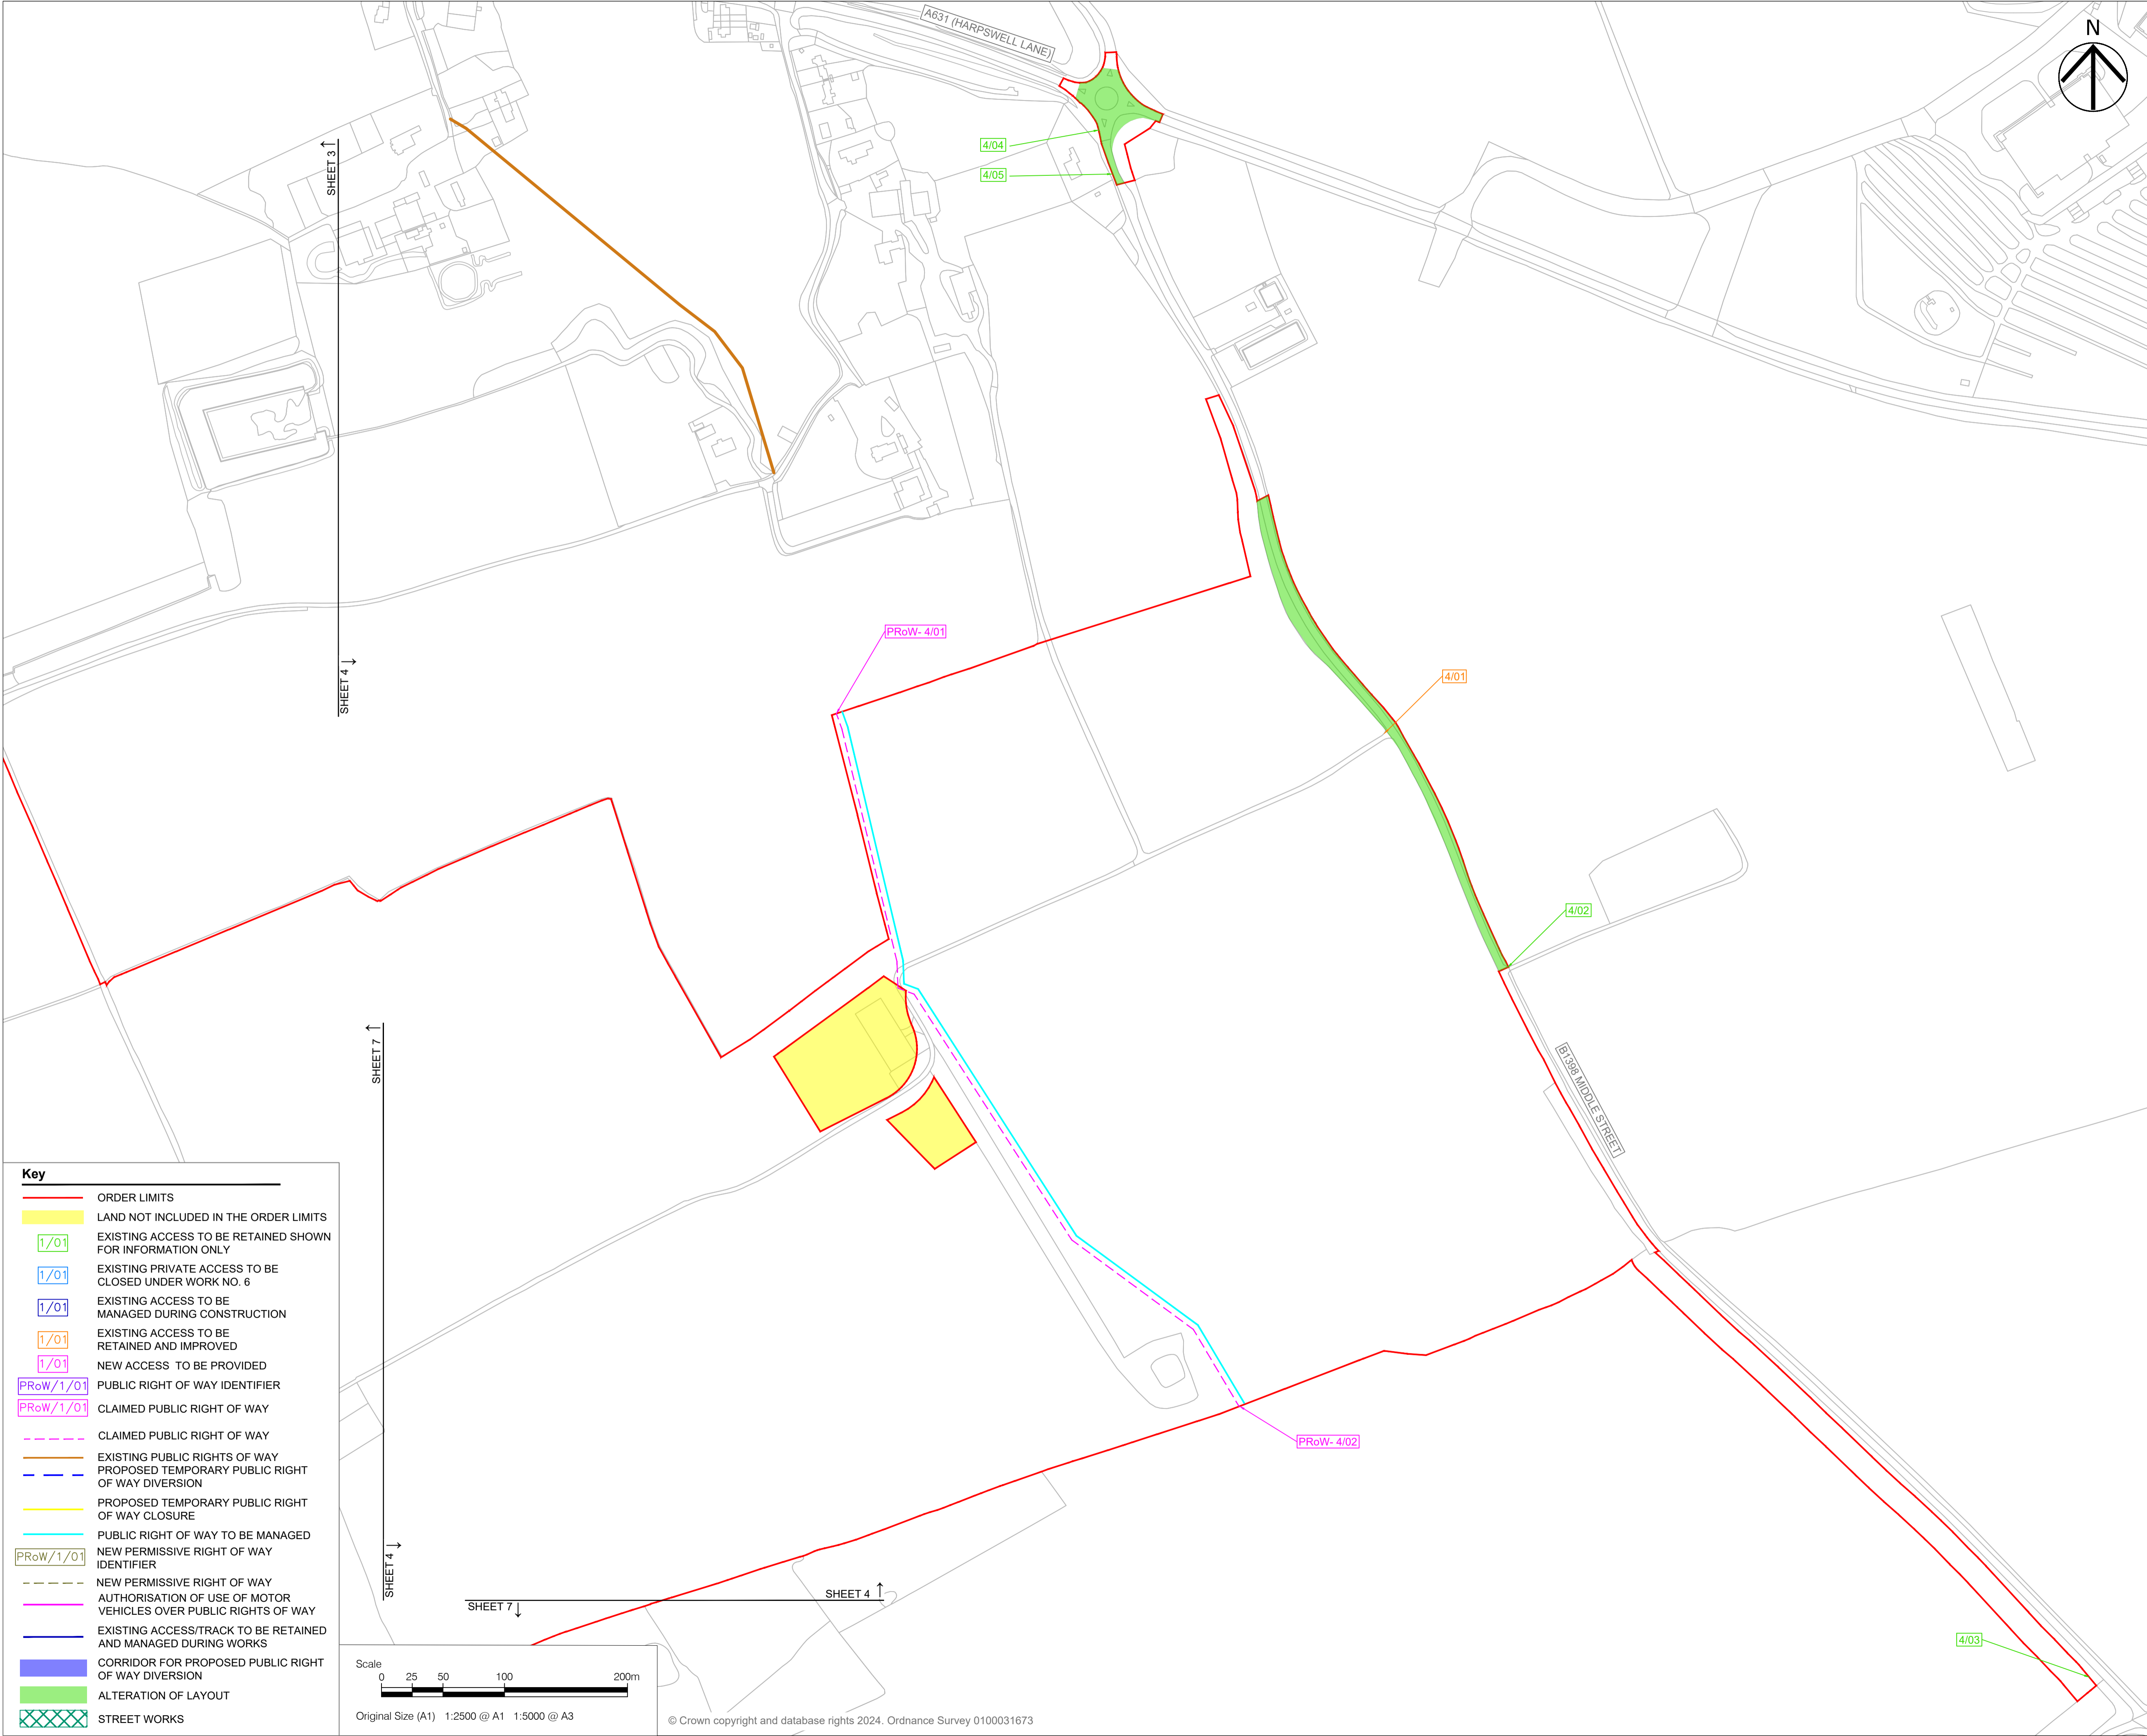 A631 (HARPSWELL LANE)
N
4/04
4/05
SHEET 3
SHEET 4
PRoW- 4/01
4/01
4/02
SHEET 7
B1398 MIDDLE STREET
PRoW- 4/02
SHEET 4
SHEET 4
SHEET 7
4/03
Key
ORDER LIMITS
LAND NOT INCLUDED IN THE ORDER LIMITS
1/01 EXISTING ACCESS TO BE RETAINED SHOWN
FOR INFORMATION ONLY
1/01 EXISTING PRIVATE ACCESS TO BE
CLOSED UNDER WORK NO. 6
1/01 EXISTING ACCESS TO BE
MANAGED DURING CONSTRUCTION
1/01 EXISTING ACCESS TO BE
RETAINED AND IMPROVED
1/01 NEW ACCESS TO BE PROVIDED
PRoW/1/01 PUBLIC RIGHT OF WAY IDENTIFIER
PRoW/1/01 CLAIMED PUBLIC RIGHT OF WAY
CLAIMED PUBLIC RIGHT OF WAY
EXISTING PUBLIC RIGHTS OF WAY
PROPOSED TEMPORARY PUBLIC RIGHT
OF WAY DIVERSION
PROPOSED TEMPORARY PUBLIC RIGHT
OF WAY CLOSURE
PUBLIC RIGHT OF WAY TO BE MANAGED
PRoW/1/01 NEW PERMISSIVE RIGHT OF WAY
IDENTIFIER
NEW PERMISSIVE RIGHT OF WAY
AUTHORISATION OF USE OF MOTOR
VEHICLES OVER PUBLIC RIGHTS OF WAY
EXISTING ACCESS/TRACK TO BE RETAINED
AND MANAGED DURING WORKS
CORRIDOR FOR PROPOSED PUBLIC RIGHT
OF WAY DIVERSION
ALTERATION OF LAYOUT
STREET WORKS
Scale
0 25 50 100 200m
Original Size (A1) 1:2500 @ A1 1:5000 @ A3
© Crown copyright and database rights 2024. Ordnance Survey 0100031673